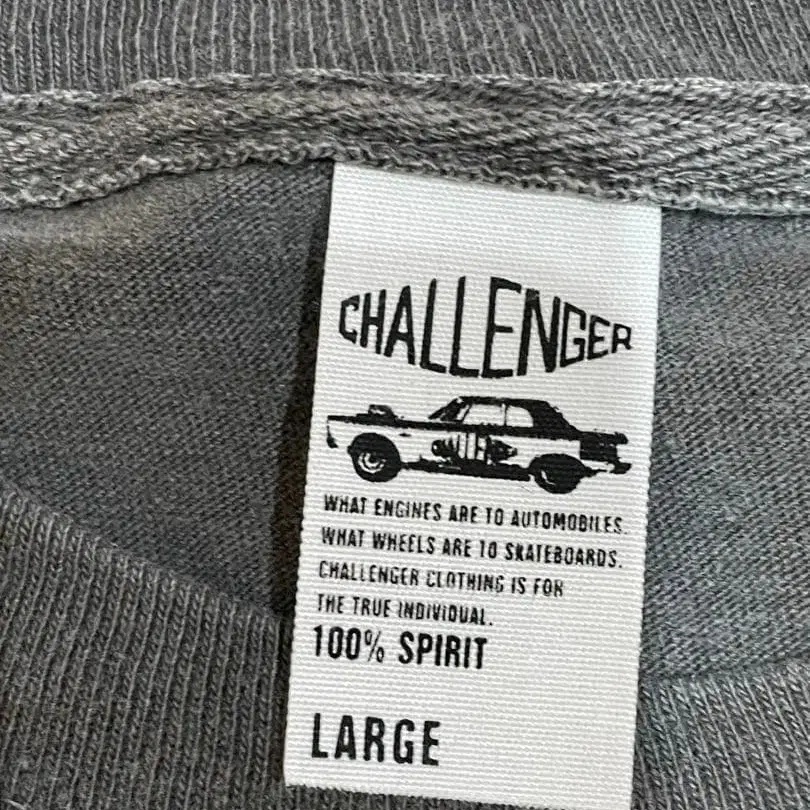 CHALLENGER
CHALLENGER
WHAT ENGINES ARE TO AUTOMOBILES.
WHAT WHEELS ARE TO SKATEBOARDS.
CHALLENGER CLOTHING IS FOR
THE TRUE INDIVIDUAL.
100% SPIRIT
LARGE